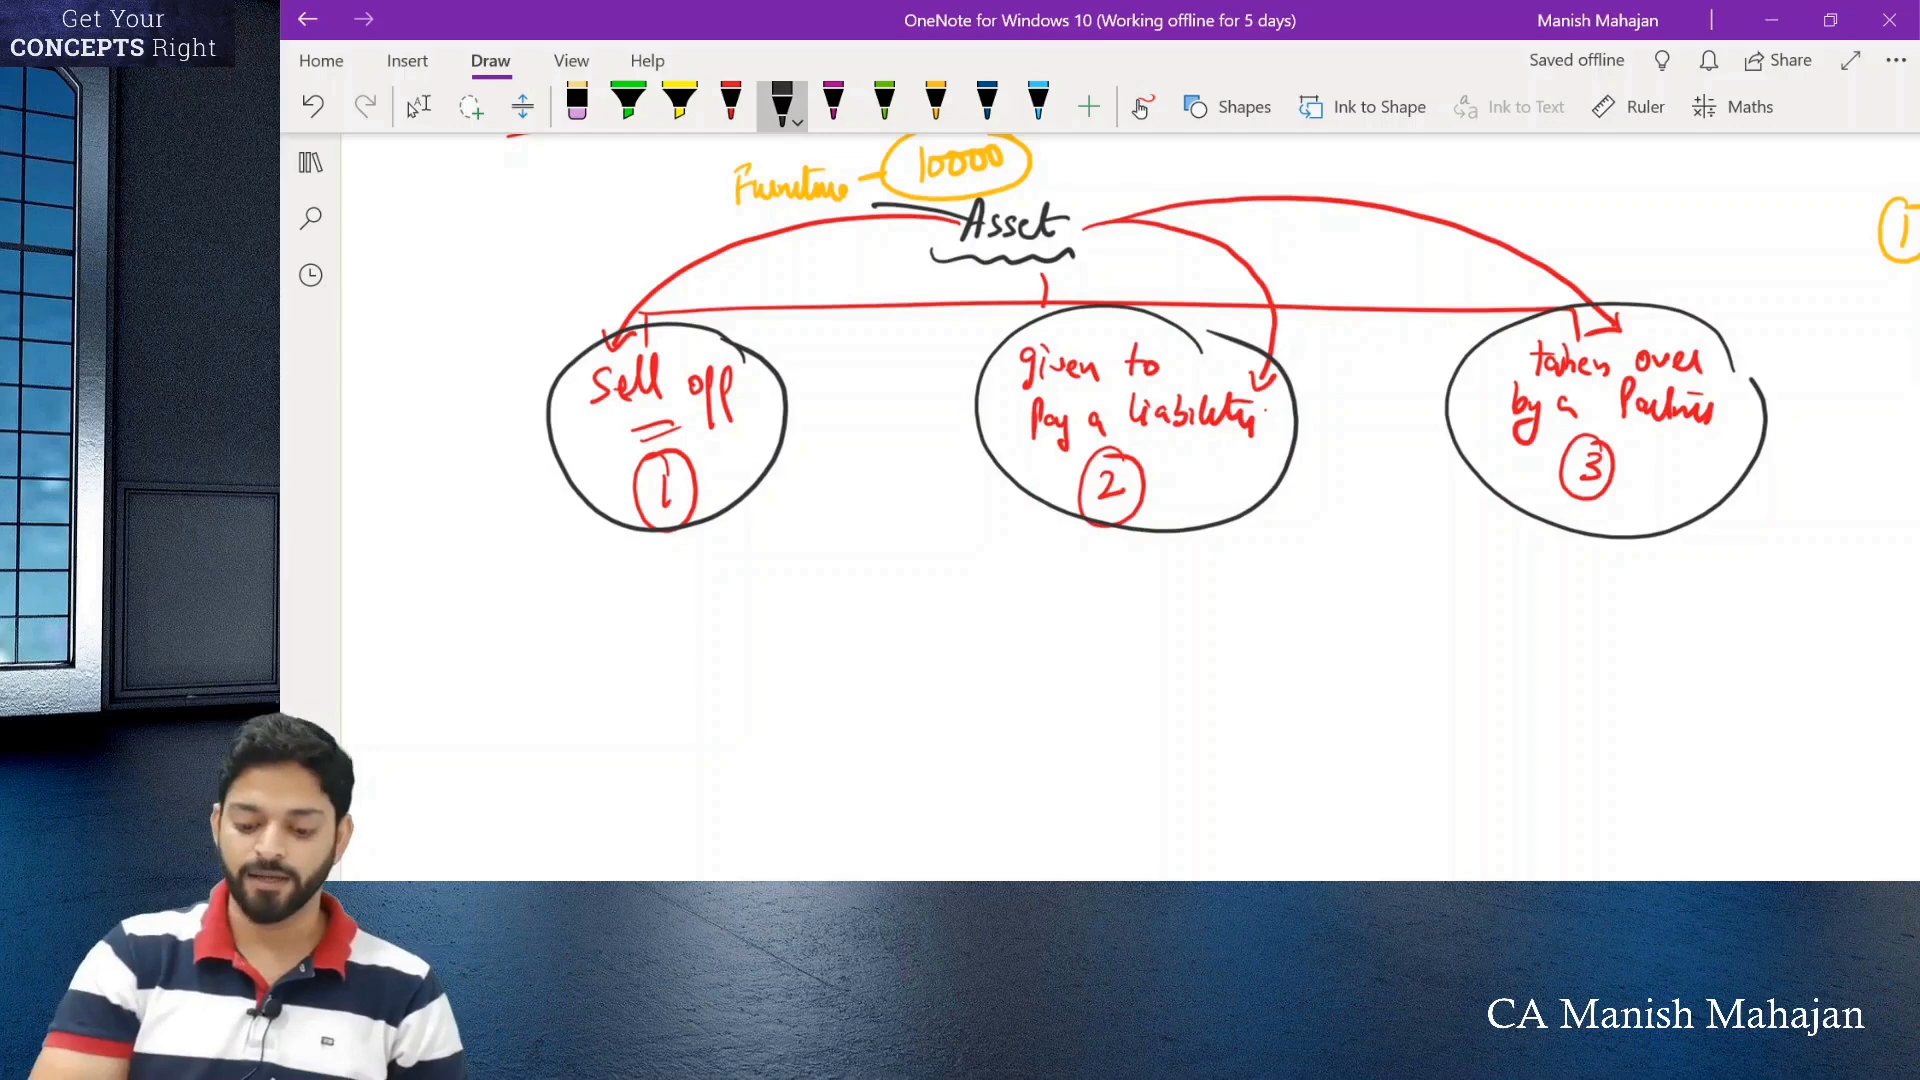 Get Your
CONCEPTS Right
OneNote for Windows 10 (Working offline for 5 days)
Manish Mahajan
Home
Insert
Draw
View
Help
Saved offline
Share
Shapes
Ink to Shape
Ink to Text
Ruler
Maths
Furniture
10000
Asset
1
Sell off
1
given to
Pay a liability
2
taken over
by a Partner
3
CA Manish Mahajan